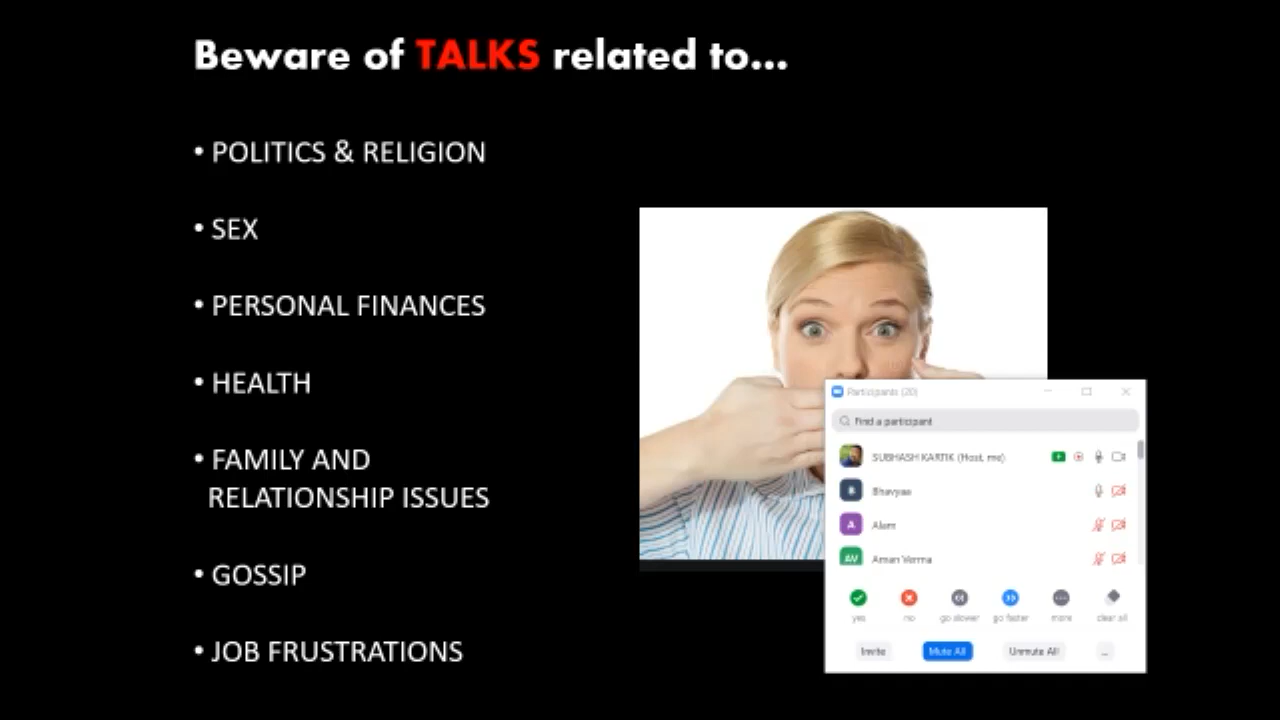 Beware of TALKS related to...
• POLITICS & RELIGION
• SEX
• PERSONAL FINANCES
• HEALTH
• FAMILY AND
RELATIONSHIP ISSUES
• GOSSIP
• JOB FRUSTRATIONS
Participants (20)
Find a participant
SUBHASH KARTIK (Host, me)
Bhavyaa
A Alam
AV Aman Verma
yes no go slower go faster more clear all
Invite Mute All Unmute All ...